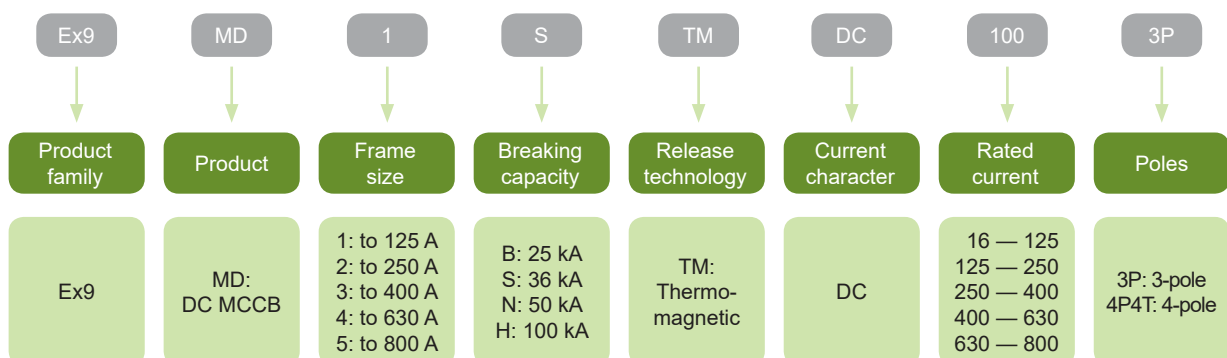 Ex9 MD 1 S TM DC 100 3P
Product family
Product
Frame size
Breaking capacity
Release technology
Current character
Rated current
Poles
Ex9
MD:
DC MCCB
1: to 125 A
2: to 250 A
3: to 400 A
4: to 630 A
5: to 800 A
B: 25 kA
S: 36 kA
N: 50 kA
H: 100 kA
TM:
Thermo-
magnetic
DC
16 — 125
125 — 250
250 — 400
400 — 630
630 — 800
3P: 3-pole
4P4T: 4-pole